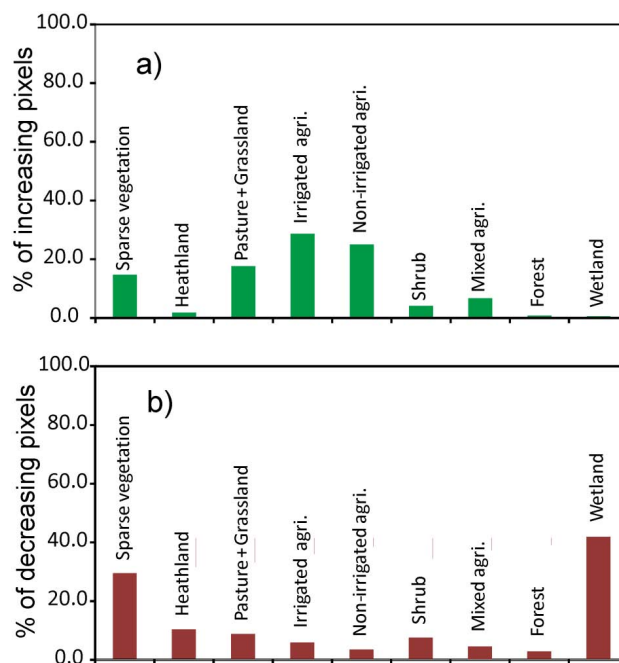 % of increasing pixels
100.0
80.0
60.0
40.0
20.0
0.0
a)
Sparse vegetation
Heathland
Pasture+Grassland
Irrigated agri.
Non-irrigated agri.
Shrub
Mixed agri.
Forest
Wetland
% of decreasing pixels
100.0
80.0
60.0
40.0
20.0
0.0
b)
Sparse vegetation
Heathland
Pasture+Grassland
Irrigated agri.
Non-irrigated agri.
Shrub
Mixed agri.
Forest
Wetland